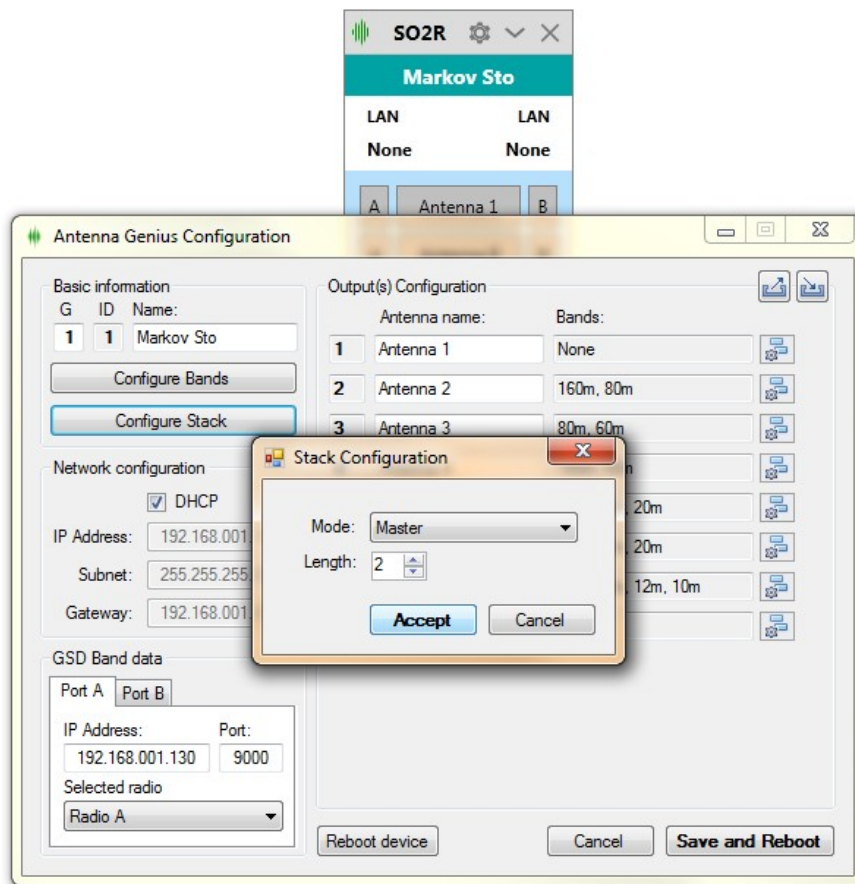 SO2R
Markov Sto
LAN LAN
None None
A Antenna 1 B
Antenna Genius Configuration
Basic information
G ID Name:
1 1 Markov Sto
Configure Bands
Configure Stack
Output(s) Configuration
Antenna name: Bands:
1 Antenna 1 None
2 Antenna 2 160m, 80m
3 Antenna 3 80m, 60m
, 20m
, 20m
, 12m, 10m
Stack Configuration
Mode: Master
Length: 2
Accept Cancel
Network configuration
DHCP
IP Address: 192.168.001.
Subnet: 255.255.255.
Gateway: 192.168.001.
GSD Band data
Port A Port B
IP Address: Port:
192.168.001.130 9000
Selected radio
Radio A
Reboot device Cancel Save and Reboot